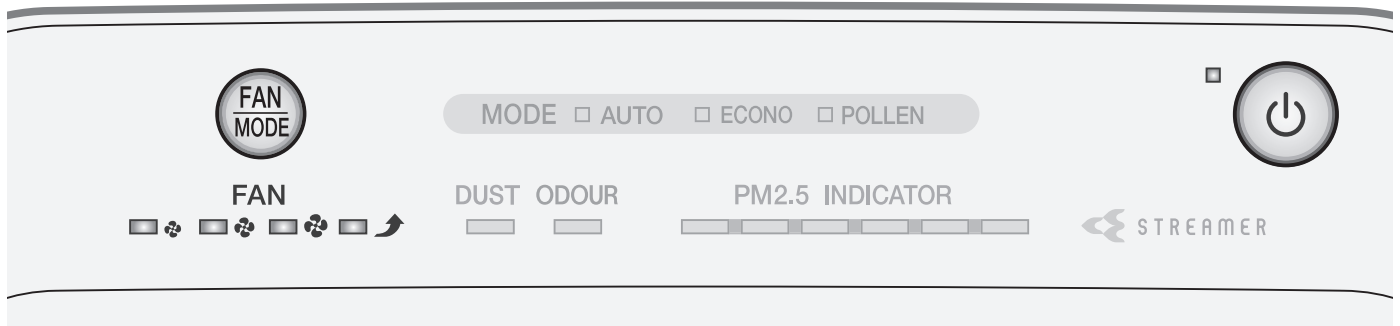 FAN
MODE
MODE AUTO ECONO POLLEN
FAN
DUST ODOUR
PM2.5 INDICATOR
STREAMER